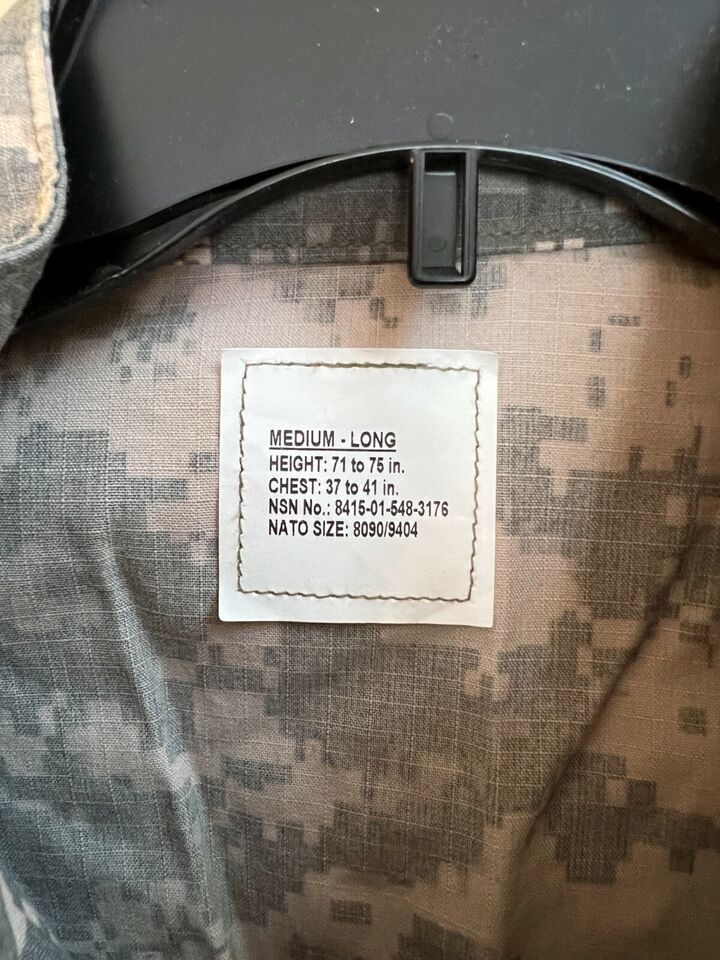 MEDIUM - LONG
HEIGHT: 71 to 75 in.
CHEST: 37 to 41 in.
NSN No.: 8415-01-548-3176
NATO SIZE: 8090/9404